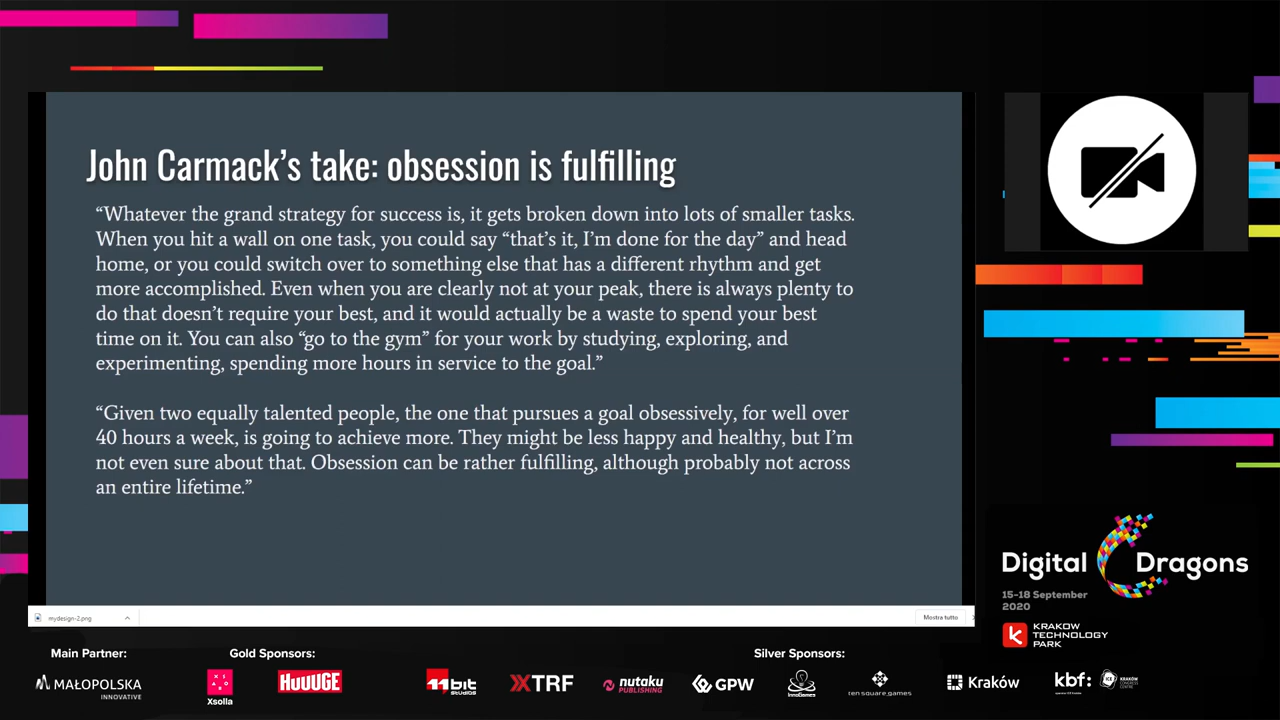 John Carmack’s take: obsession is fulfilling
“Whatever the grand strategy for success is, it gets broken down into lots of smaller tasks.
When you hit a wall on one task, you could say “that’s it, I’m done for the day” and head
home, or you could switch over to something else that has a different rhythm and get
more accomplished. Even when you are clearly not at your peak, there is always plenty to
do that doesn’t require your best, and it would actually be a waste to spend your best
time on it. You can also “go to the gym” for your work by studying, exploring, and
experimenting, spending more hours in service to the goal.”
“Given two equally talented people, the one that pursues a goal obsessively, for well over
40 hours a week, is going to achieve more. They might be less happy and healthy, but I’m
not even sure about that. Obsession can be rather fulfilling, although probably not across
an entire lifetime.”
mydesign-2.png
Mostra tutto
Digital Dragons
15-18 September
2020
KRAKOW
TECHNOLOGY
PARK
Main Partner:
Gold Sponsors:
Silver Sponsors:
MAŁOPOLSKA
INNOVATIVE
Xsolla
HUUUGE
11bit
STUDIOS
XTRF
nutaku
PUBLISHING
GPW
InnoGames
ten square games
Kraków
kbf:
ICE KRAKÓW
CONGRESS
CENTRE